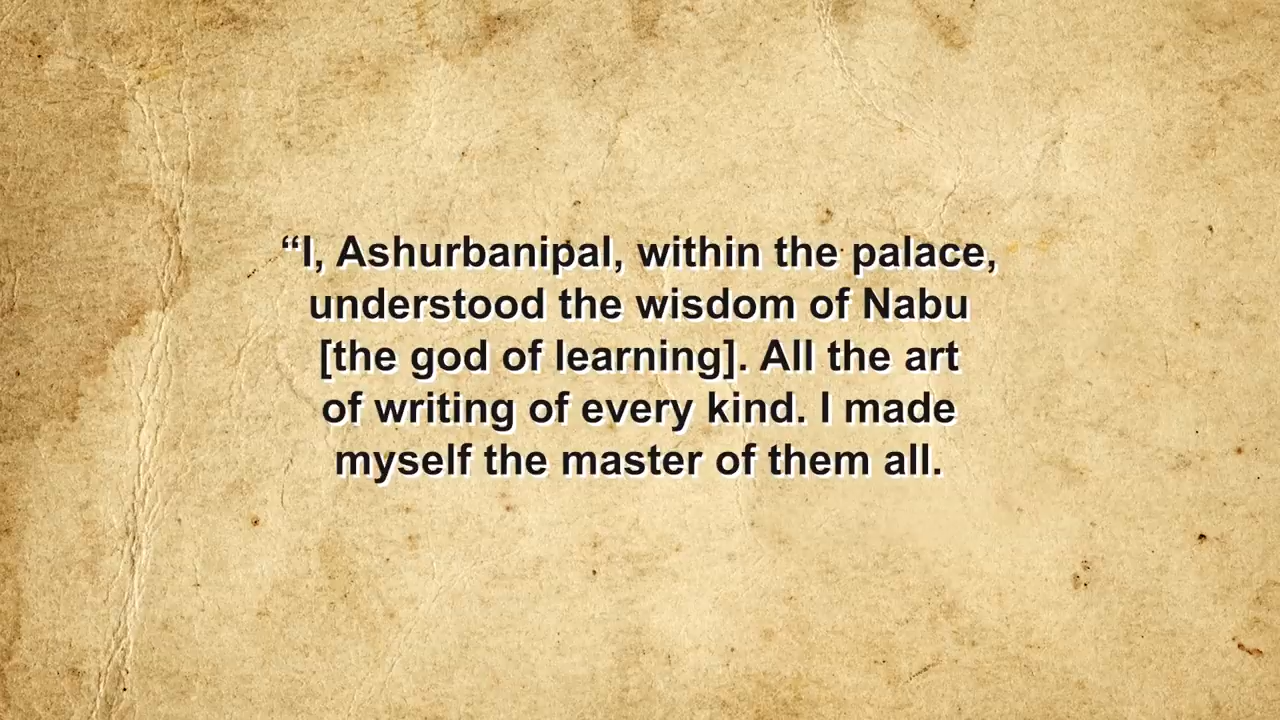 “I, Ashurbanipal, within the palace,
understood the wisdom of Nabu
[the god of learning]. All the art
of writing of every kind. I made
myself the master of them all.